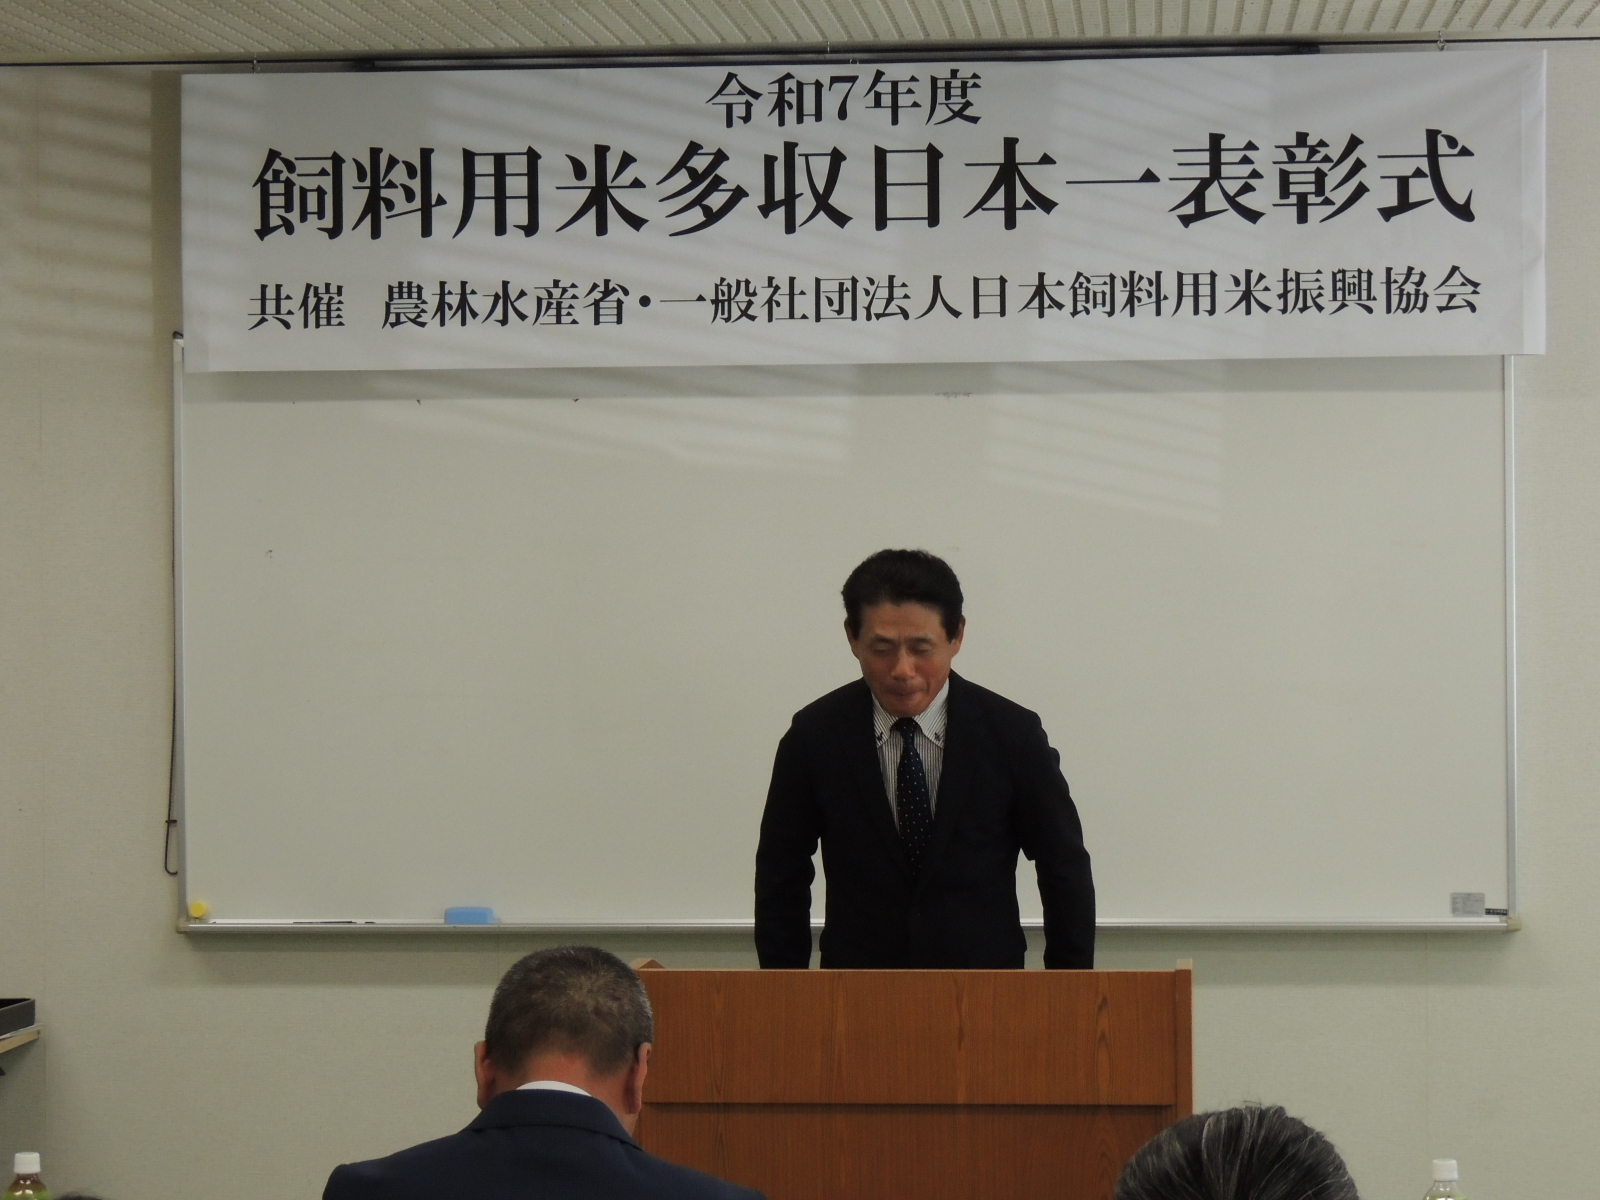 令和7年度
飼料用米多収日本一表彰式
共催 農林水産省・一般社団法人日本飼料用米振興協会